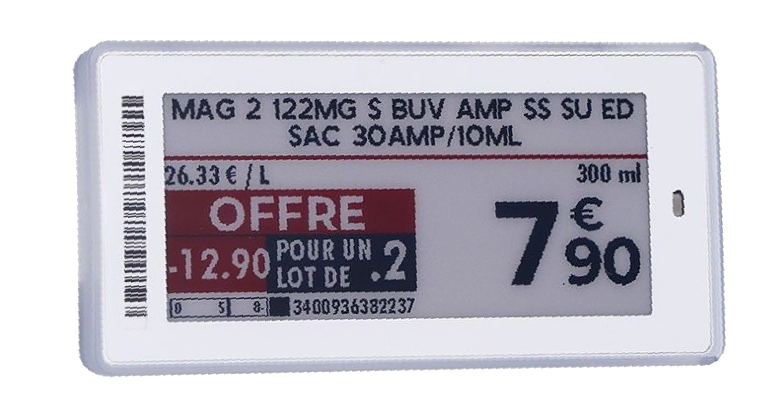 MAG 2 122MG S BUV AMP SS SU ED
SAC 30AMP/10ML
26.33 € / L
300 ml
OFFRE
-12.90
POUR UN
LOT DE .2
7€90
0 5 8-
3400936382237